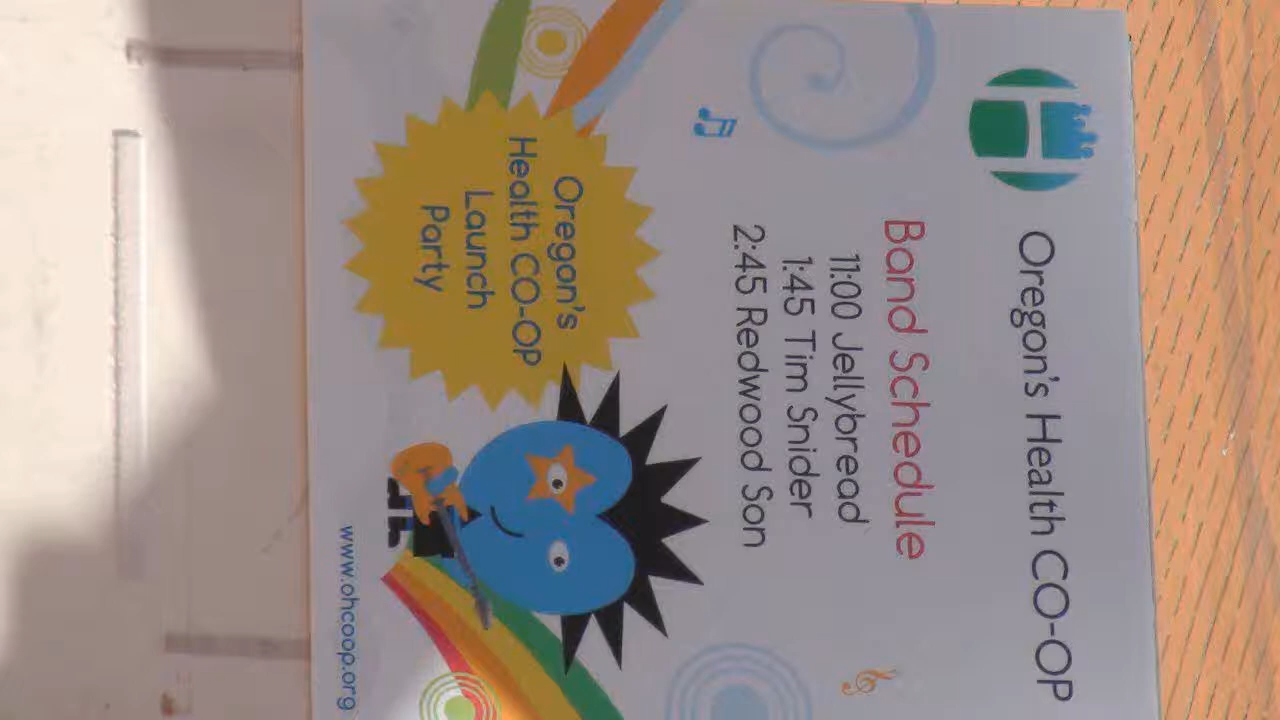 Oregon's Health CO-OP
Band Schedule
11:00 Jellybread
1:45 Tim Snider
2:45 Redwood Son
Oregon's
Health CO-OP
Launch
Party
www.ohcoop.org